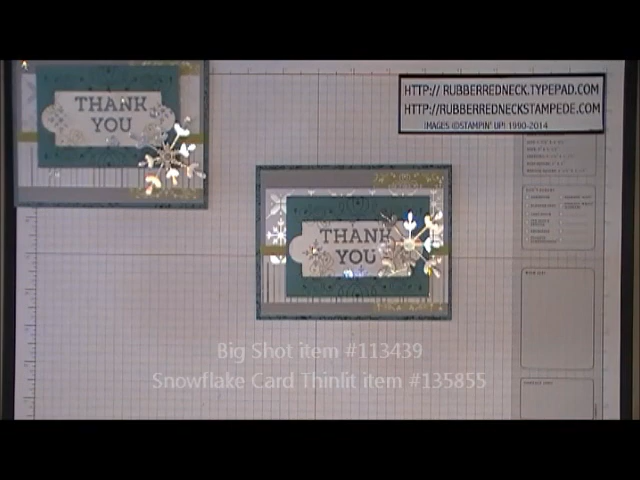 THANK
YOU
HTTP:// RUBBERREDNECK.TYPEPAD.COM
HTTP://RUBBERREDNECKSTAMPEDE.COM
IMAGES ©STAMPIN' UP! 1990-2014
THANK
YOU
Big Shot item #113439
Snowflake Card Thinlit item #135855